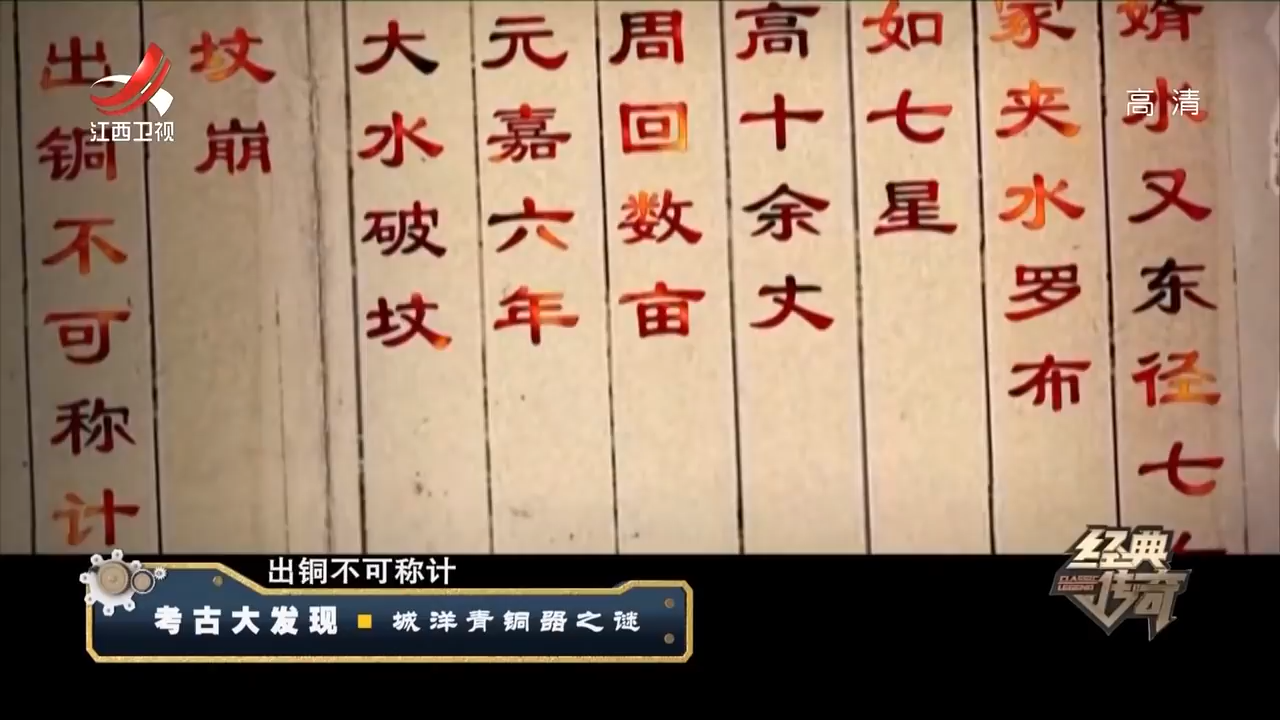 婿水又东径七
冢夹水罗布
如七星
高十余丈
周回数亩
元嘉六年
大水破坟
坟崩
出铜不可称计
江西卫视
高清
出铜不可称计
考古大发现
城洋青铜器之谜
经典传奇
CLASSIC LEGEND